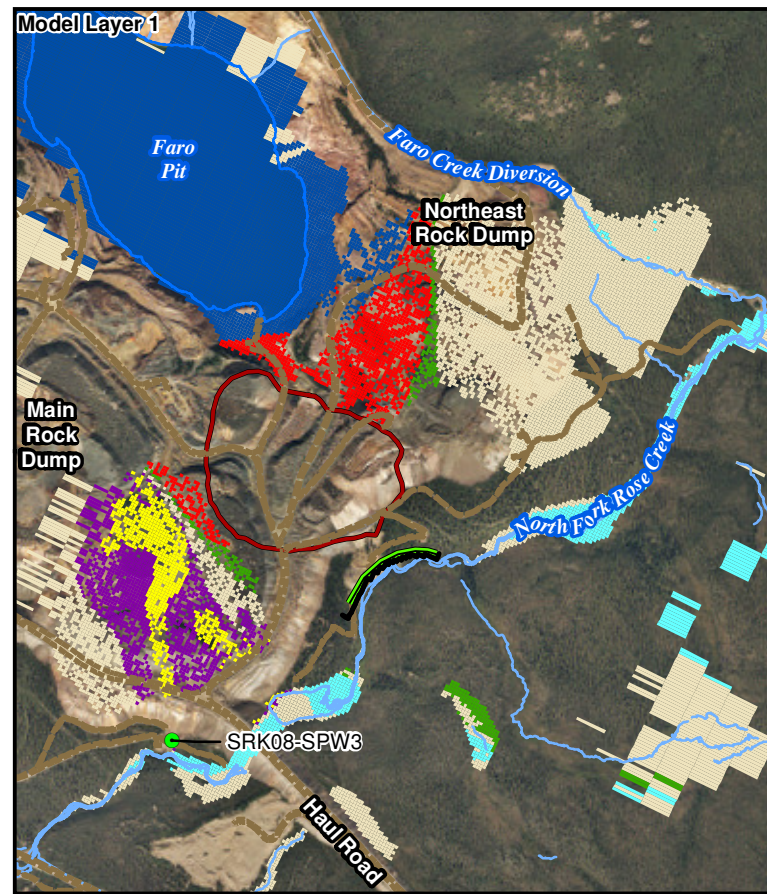 Model Layer 1
Faro
Pit
Faro Creek Diversion
Northeast
Rock Dump
Main
Rock
Dump
North Fork Rose Creek
SRK08-SPW3
Haul Road